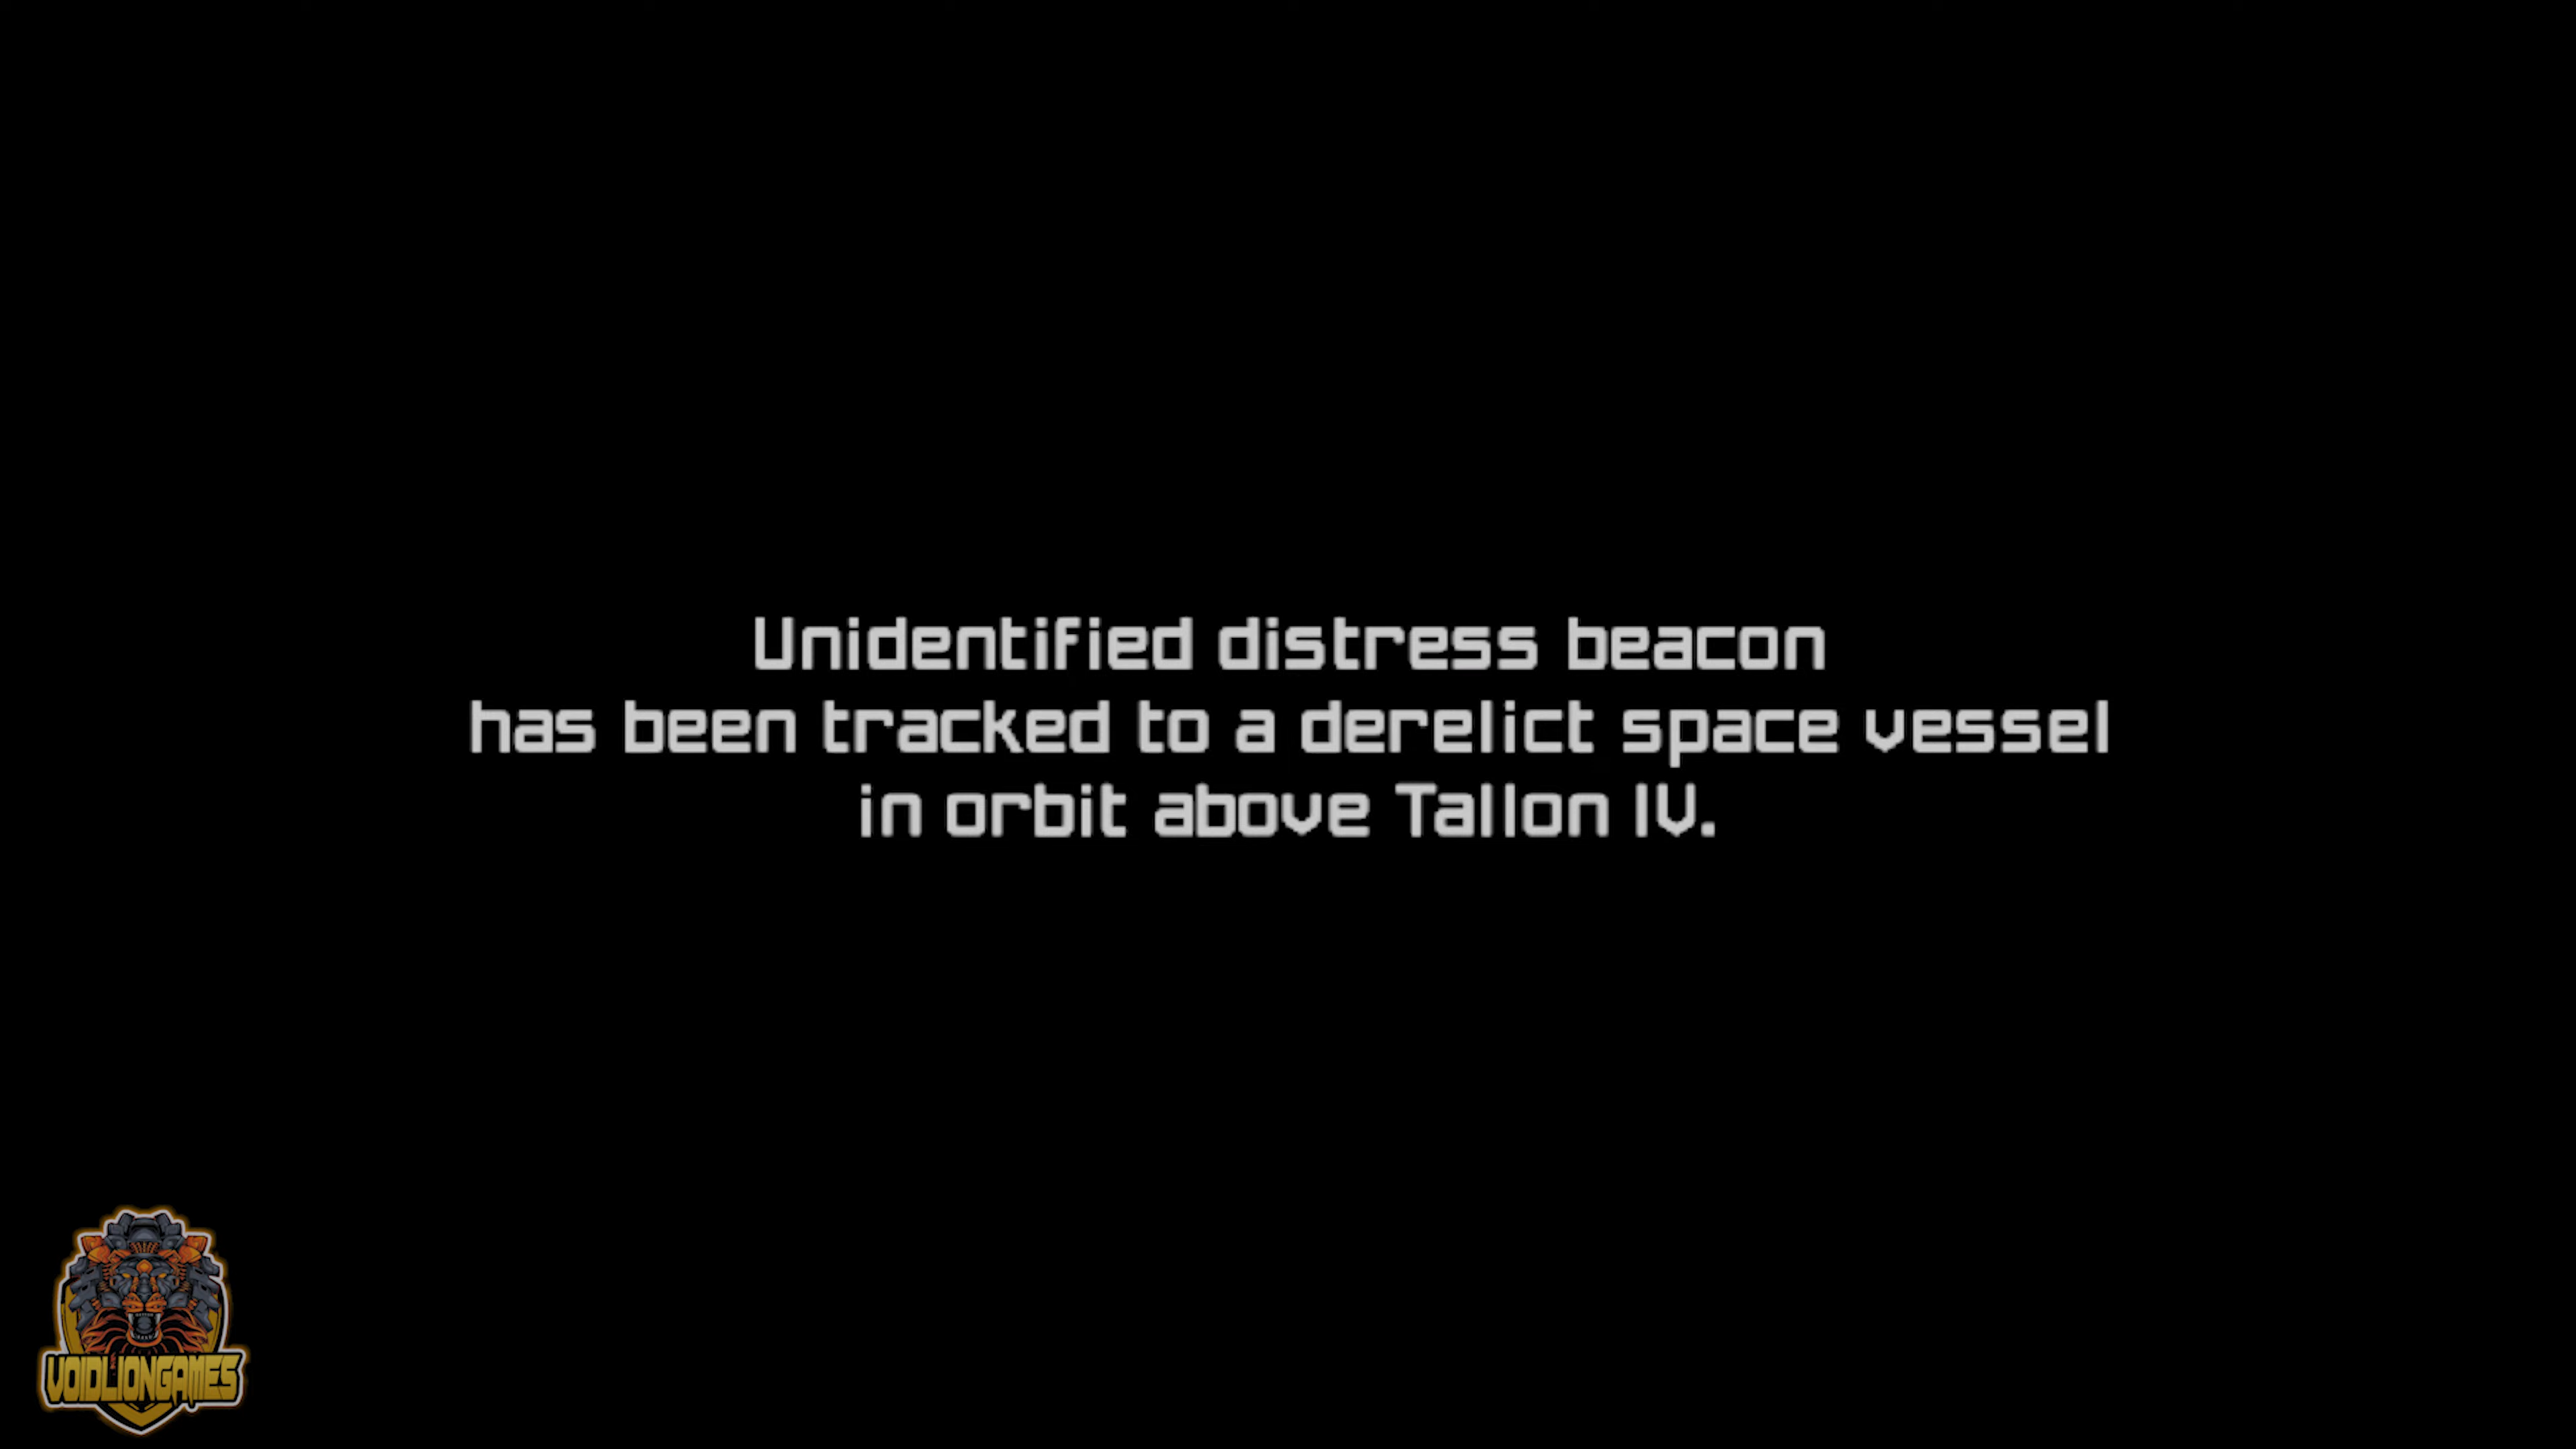 Unidentified distress beacon
has been tracked to a derelict space vessel
in orbit above Tallon IV.
VOIDLIONGAMES